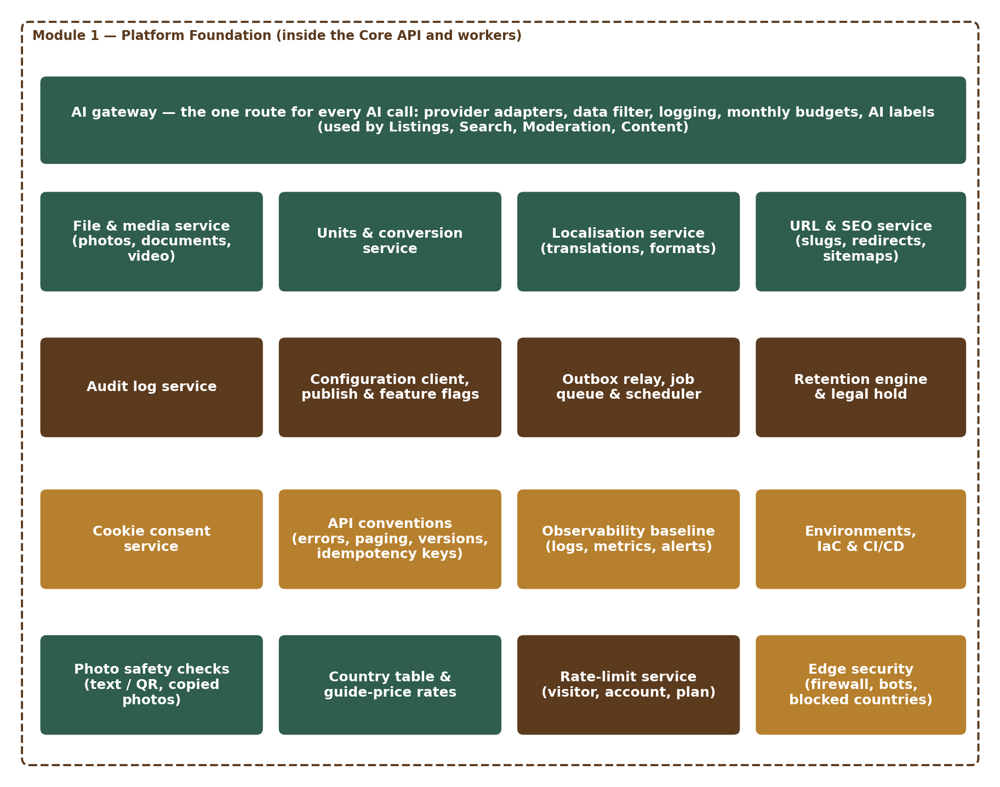 Module 1 — Platform Foundation (inside the Core API and workers)
AI gateway — the one route for every AI call: provider adapters, data filter, logging, monthly budgets, AI labels
(used by Listings, Search, Moderation, Content)
File & media service
(photos, documents,
video)
Units & conversion
service
Localisation service
(translations, formats)
URL & SEO service
(slugs, redirects,
sitemaps)
Audit log service
Configuration client,
publish & feature flags
Outbox relay, job
queue & scheduler
Retention engine
& legal hold
Cookie consent
service
API conventions
(errors, paging, versions,
idempotency keys)
Observability baseline
(logs, metrics, alerts)
Environments,
IaC & CI/CD
Photo safety checks
(text / QR, copied
photos)
Country table &
guide-price rates
Rate-limit service
(visitor, account, plan)
Edge security
(firewall, bots,
blocked countries)